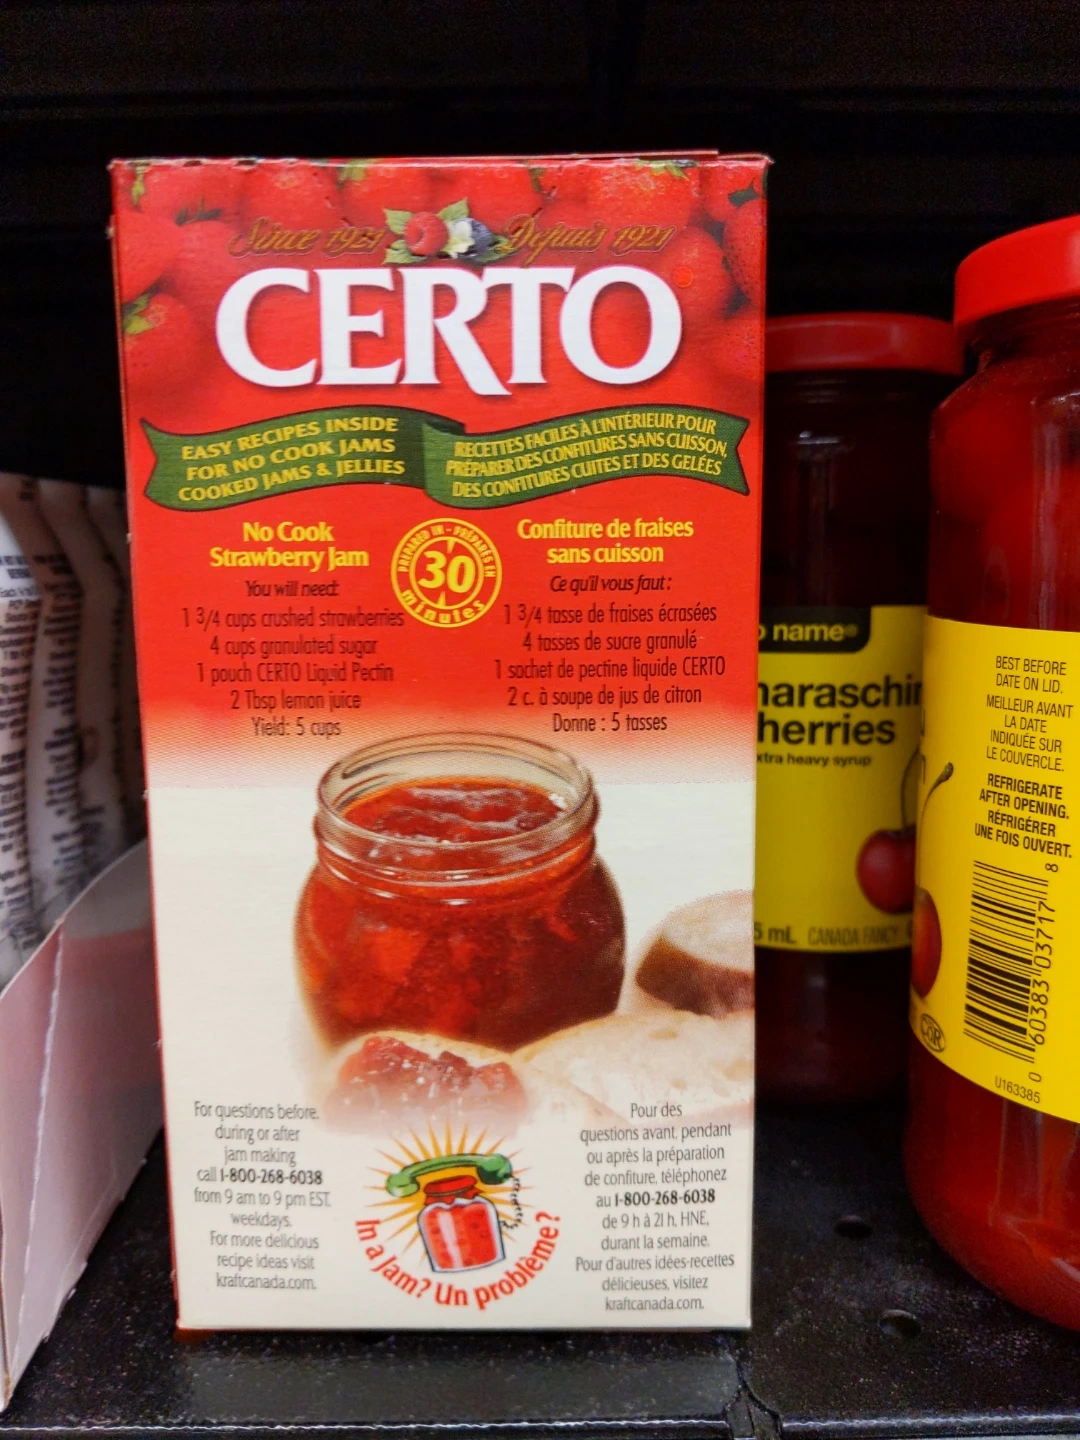 Since 1921 Depuis 1921
CERTO
EASY RECIPES INSIDE
FOR NO COOK JAMS
COOKED JAMS & JELLIES
RECETTES FACILES À L'INTÉRIEUR POUR
PRÉPARER DES CONFITURES SANS CUISSON,
DES CONFITURES CUITES ET DES GELÉES
No Cook
Strawberry Jam
You will need:
1 3/4 cups crushed strawberries
4 cups granulated sugar
1 pouch CERTO Liquid Pectin
2 Tbsp lemon juice
Yield: 5 cups
PREPARED IN - PRÉPARÉS EN
30
minutes
Confiture de fraises
sans cuisson
Ce qu'il vous faut :
1 3/4 tasse de fraises écrasées
4 tasses de sucre granulé
1 sachet de pectine liquide CERTO
2 c. à soupe de jus de citron
Donne : 5 tasses
For questions before,
during or after
jam making
call 1-800-268-6038
from 9 am to 9 pm EST,
weekdays.
For more delicious
recipe ideas visit
kraftcanada.com.
In a Jam? Un problème?
Pour des
questions avant, pendant
ou après la préparation
de confiture, téléphonez
au 1-800-268-6038
de 9 h à 21 h, HNE,
durant la semaine.
Pour d'autres idées-recettes
délicieuses, visitez
kraftcanada.com.
o name®
naraschin
herries
xtra heavy syrup
5 mL CANADA FANCY
BEST BEFORE
DATE ON LID.
MEILLEUR AVANT
LA DATE
INDIQUÉE SUR
LE COUVERCLE.
REFRIGERATE
AFTER OPENING.
RÉFRIGÉRER
UNE FOIS OUVERT.
0 60383 03717 8
COR
U163385